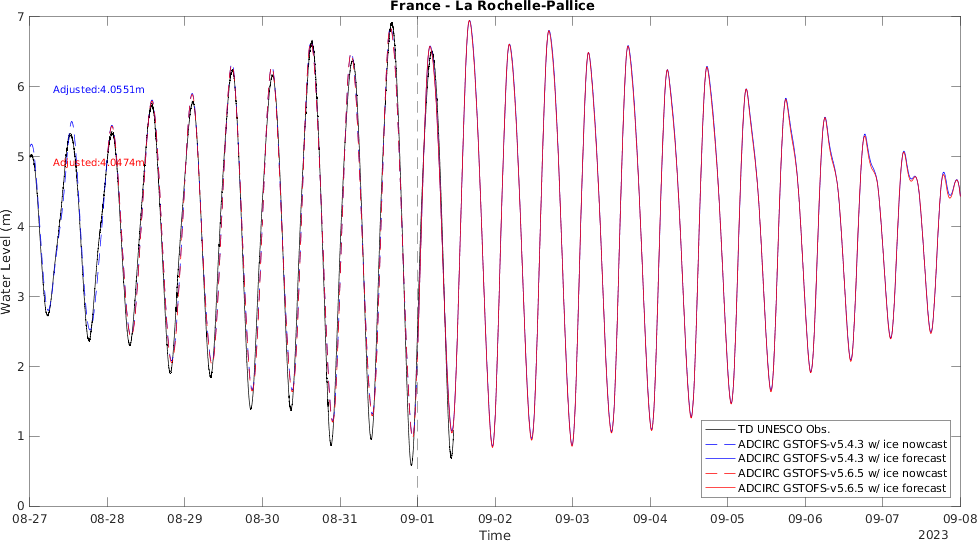 France - La Rochelle-Pallice
7
6
5
4
3
2
1
0
Water Level (m)
Adjusted:4.0551m
Adjusted:4.0474m
TD UNESCO Obs.
ADCIRC GSTOFS-v5.4.3 w/ ice nowcast
ADCIRC GSTOFS-v5.4.3 w/ ice forecast
ADCIRC GSTOFS-v5.6.5 w/ ice nowcast
ADCIRC GSTOFS-v5.6.5 w/ ice forecast
08-27 08-28 08-29 08-30 08-31 09-01 09-02 09-03 09-04 09-05 09-06 09-07 09-08
Time
2023